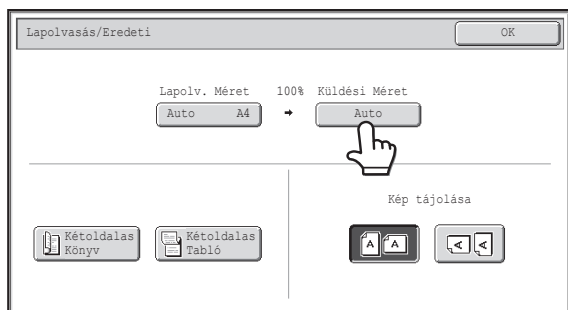 Lapolvasás/Eredeti
OK
Lapolv. Méret 100% Küldési Méret
Auto A4 Auto
Kép tájolása
Kétoldalas
Könyv
Kétoldalas
Tabló
A A A A